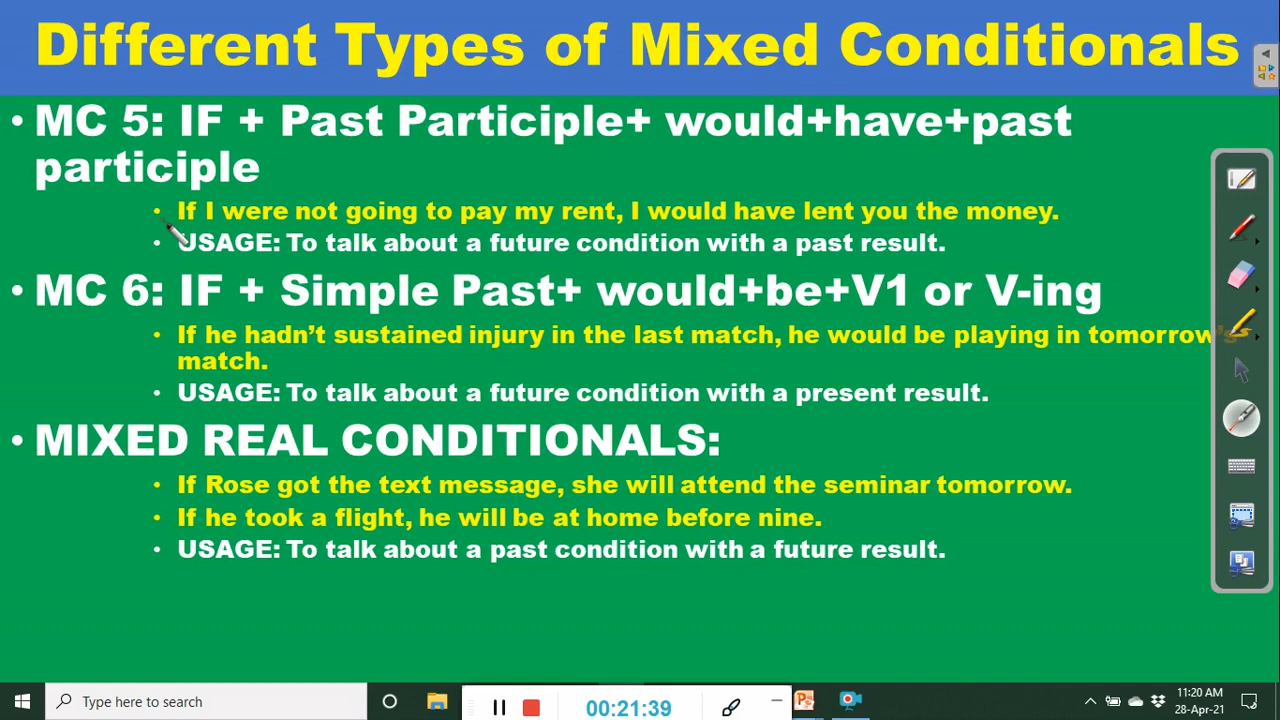 Different Types of Mixed Conditionals
• MC 5: IF + Past Participle+ would+have+past
participle
• If I were not going to pay my rent, I would have lent you the money.
• USAGE: To talk about a future condition with a past result.
• MC 6: IF + Simple Past+ would+be+V1 or V-ing
• If he hadn't sustained injury in the last match, he would be playing in tomorrow's
match.
• USAGE: To talk about a future condition with a present result.
• MIXED REAL CONDITIONALS:
• If Rose got the text message, she will attend the seminar tomorrow.
• If he took a flight, he will be at home before nine.
• USAGE: To talk about a past condition with a future result.
Type here to search
00:21:39
11:20 AM
28-Apr-21